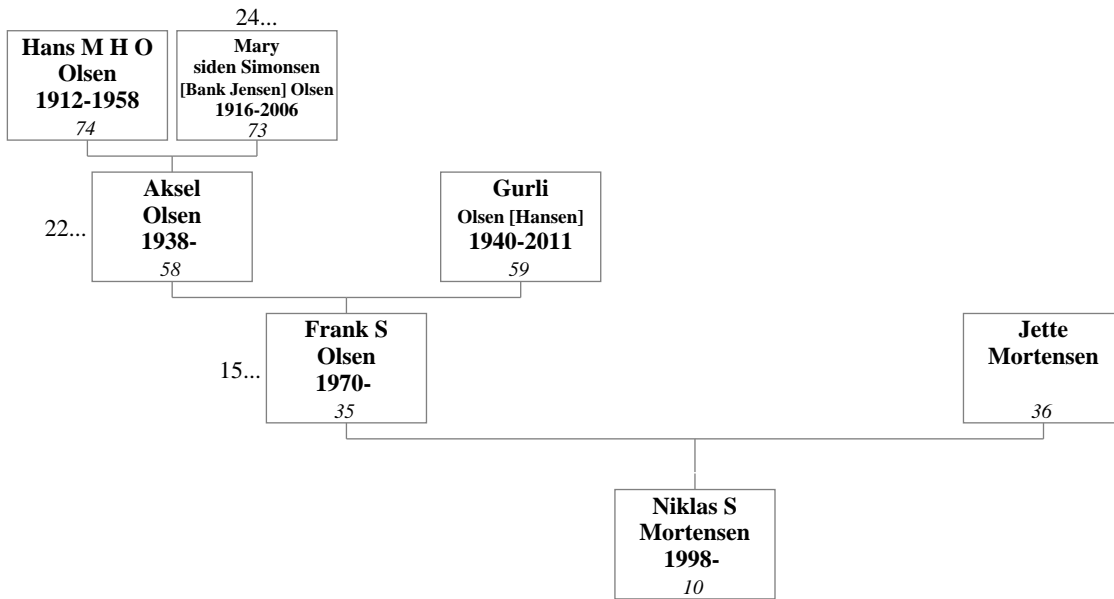 24...
Hans M H O
Olsen
1912-1958
74
Mary
siden Simonsen
[Bank Jensen] Olsen
1916-2006
73
22...
Aksel
Olsen
1938-
58
Gurli
Olsen [Hansen]
1940-2011
59
15...
Frank S
Olsen
1970-
35
Jette
Mortensen
36
Niklas S
Mortensen
1998-
10